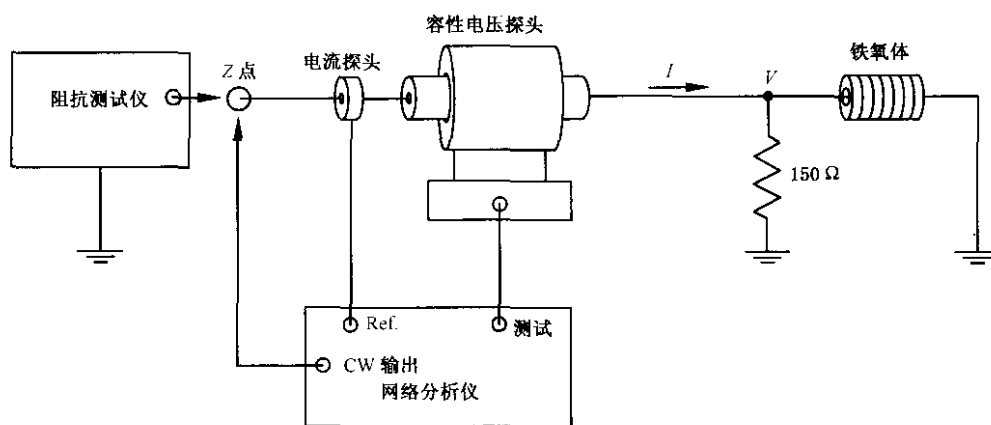 容性电压探头
电流探头
Z 点
阻抗测试仪
I
V
铁氧体
150 Ω
Ref.
测试
CW 输出
网络分析仪